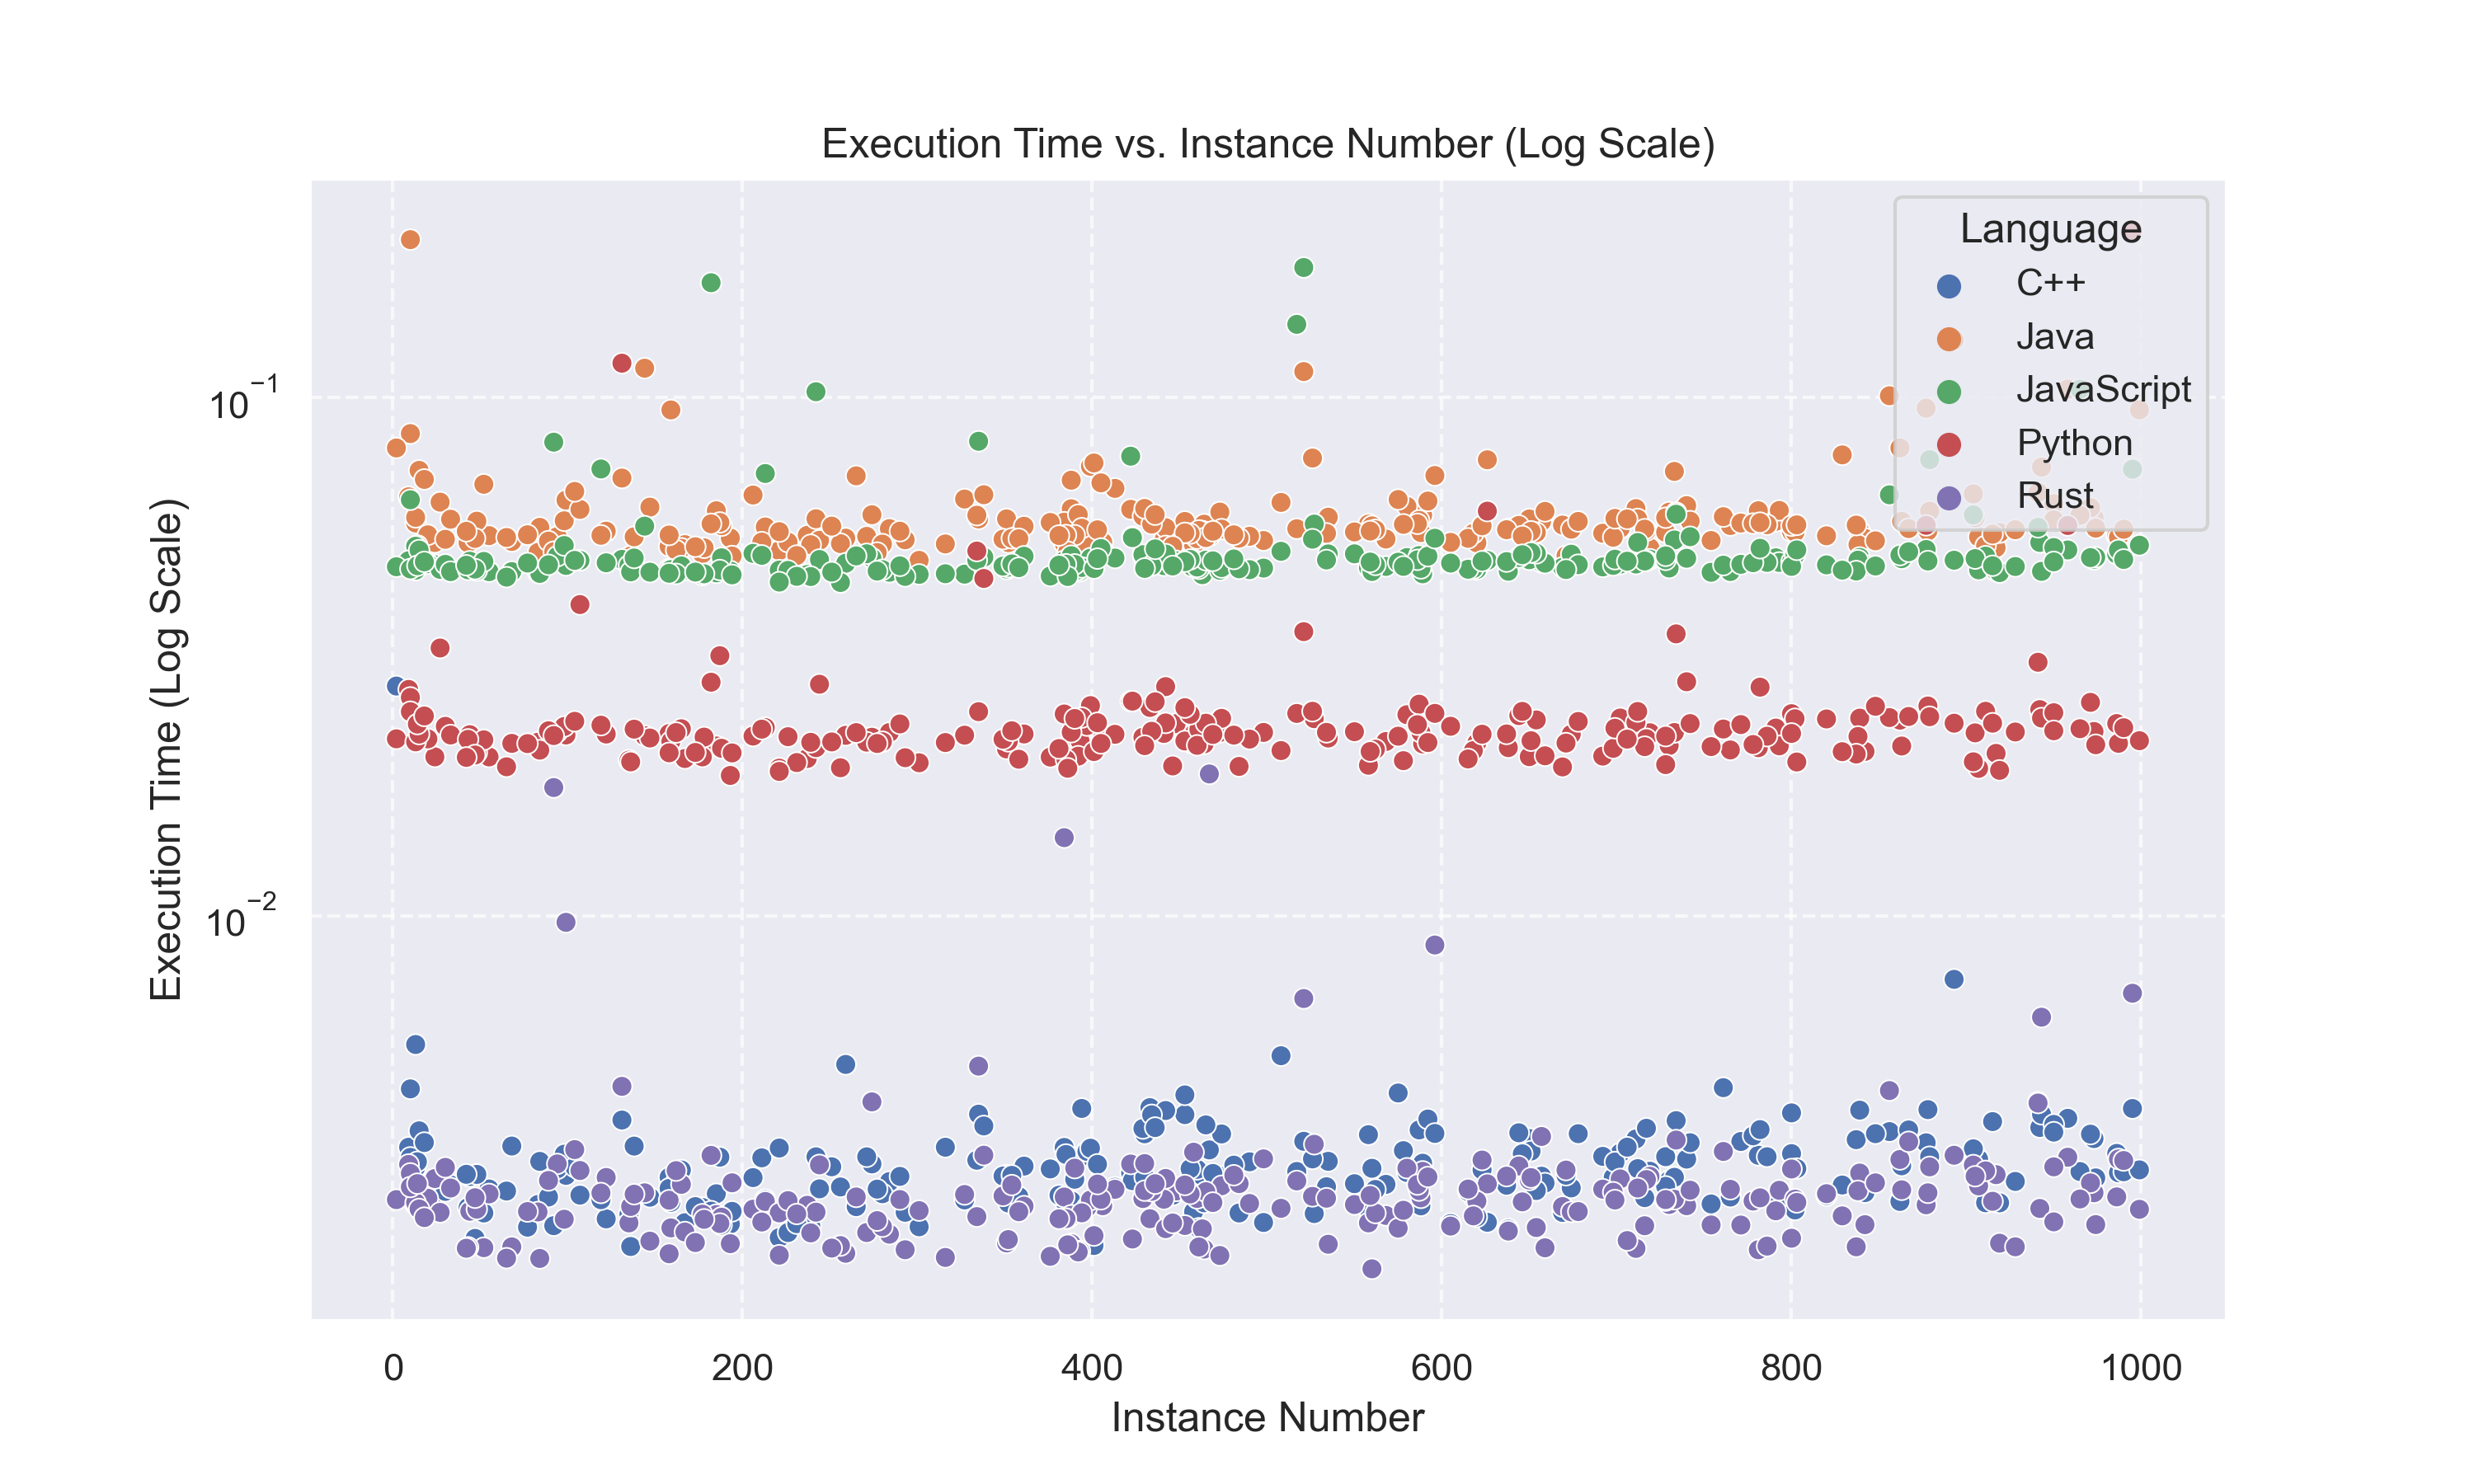 Execution Time vs. Instance Number (Log Scale)
Execution Time (Log Scale)
10⁻¹
10⁻²
Language
C++
Java
JavaScript
Python
Rust
0 200 400 600 800 1000
Instance Number